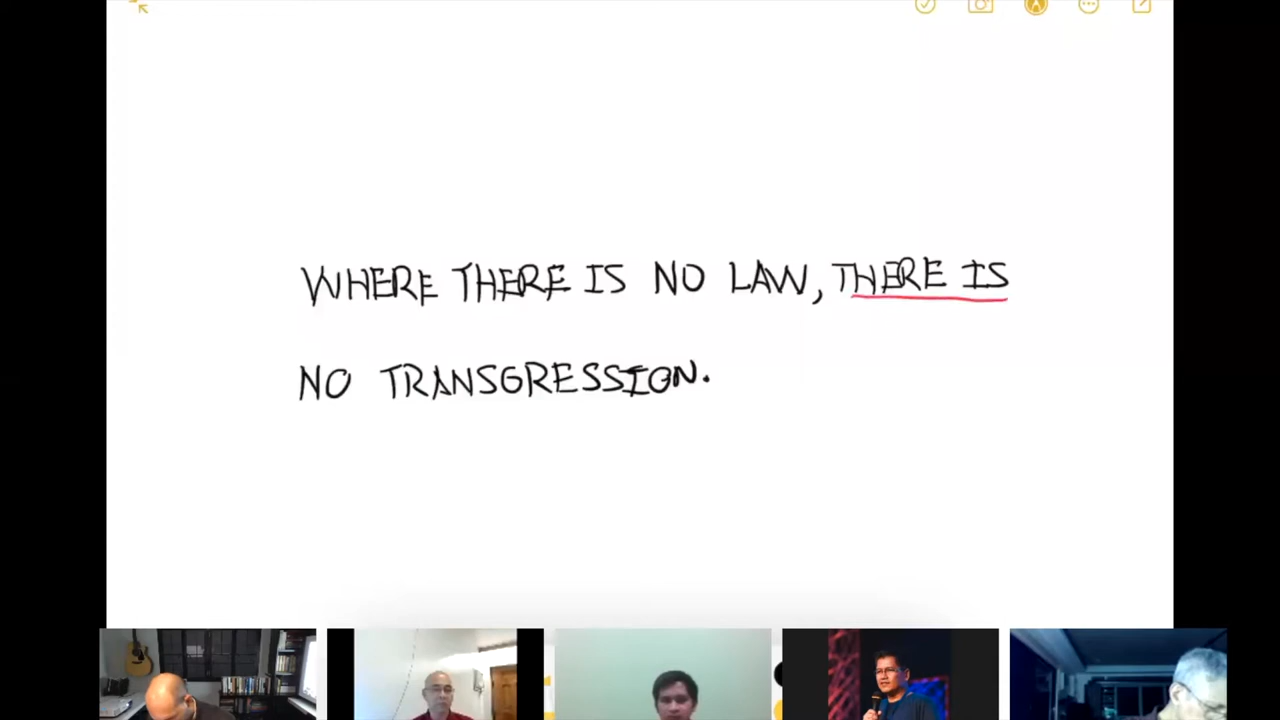 WHERE THERE IS NO LAW, THERE IS
NO TRANSGRESSION.